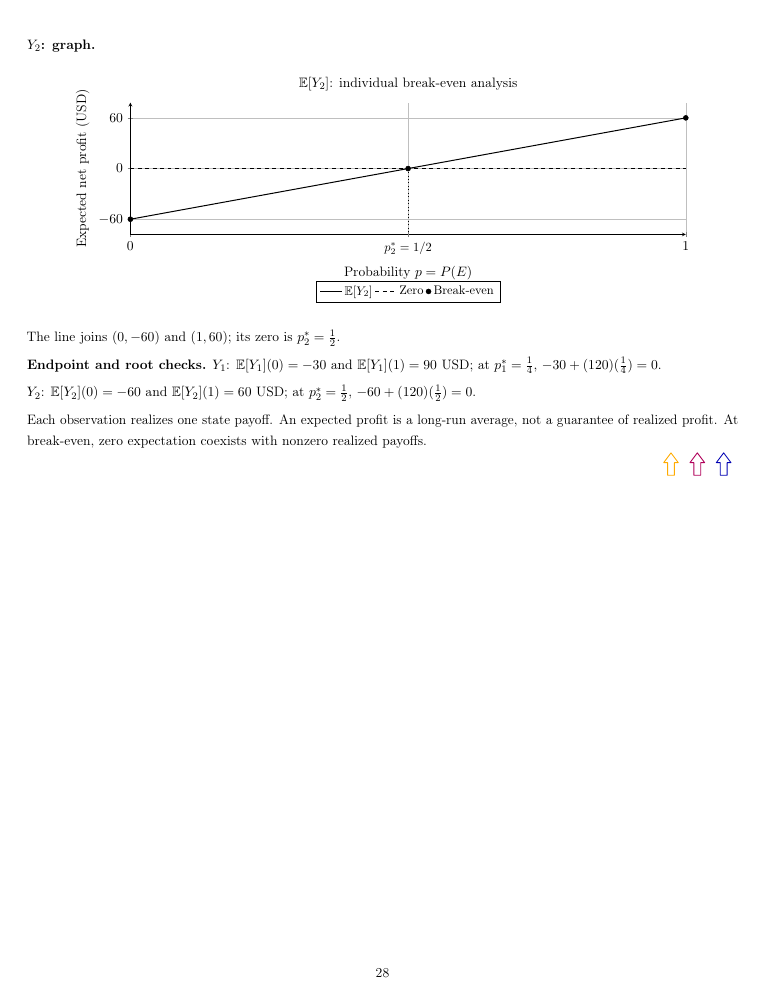 Y₂: graph.
𝔼[Y₂]: individual break-even analysis
Expected net profit (USD)
60
0
−60
0
p₂* = 1/2
1
Probability p = P(E)
𝔼[Y₂] Zero Break-even
The line joins (0, −60) and (1, 60); its zero is p₂* = 1/2.
Endpoint and root checks. Y₁: 𝔼[Y₁](0) = −30 and 𝔼[Y₁](1) = 90 USD; at p₁* = 1/4, −30 + (120)(1/4) = 0.
Y₂: 𝔼[Y₂](0) = −60 and 𝔼[Y₂](1) = 60 USD; at p₂* = 1/2, −60 + (120)(1/2) = 0.
Each observation realizes one state payoff. An expected profit is a long-run average, not a guarantee of realized profit. At
break-even, zero expectation coexists with nonzero realized payoffs.
28